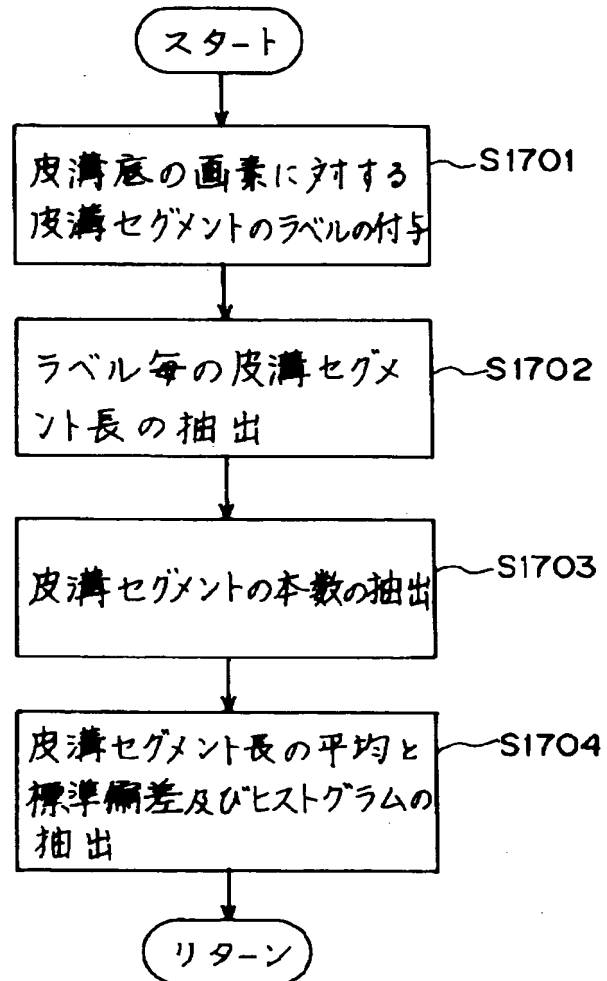 スタート
皮溝底の画素に対する
皮溝セグメントのラベルの付与
S1701
ラベル毎の皮溝セグメ
ント長の抽出
S1702
皮溝セグメントの本数の抽出
S1703
皮溝セグメント長の平均と
標準偏差及びヒストグラムの
抽出
S1704
リターン